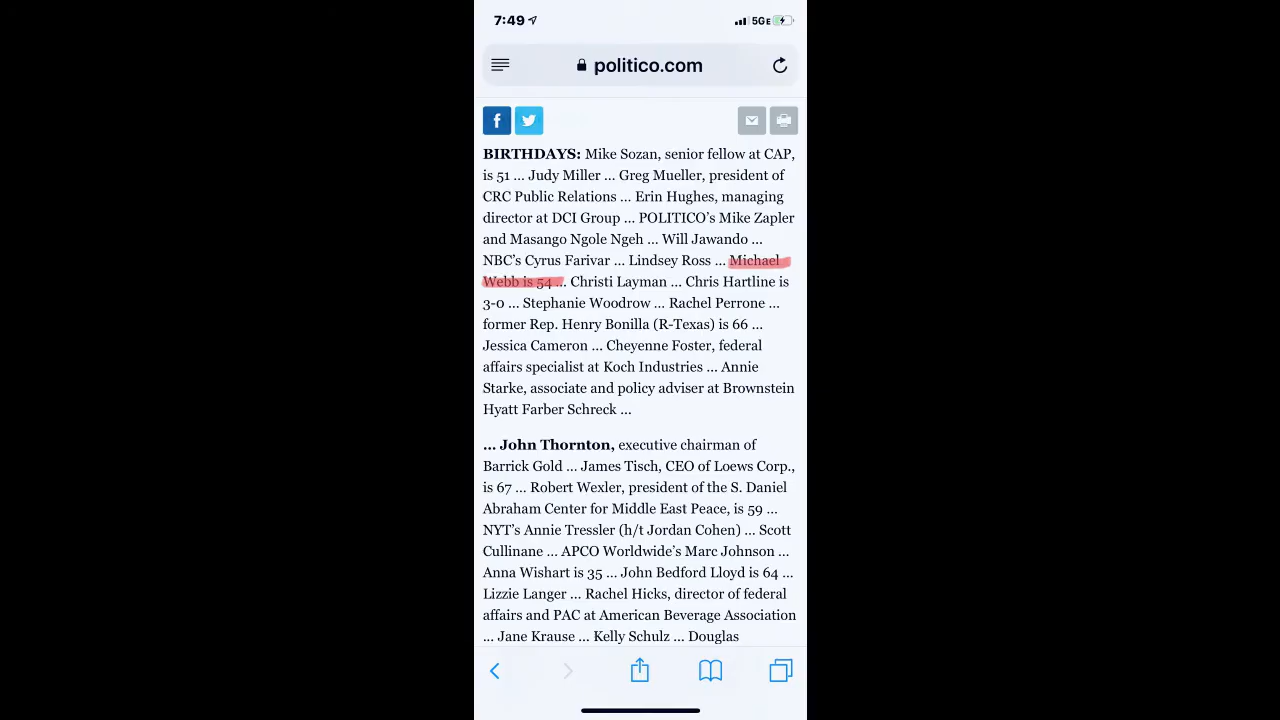 7:49
5GE
politico.com
BIRTHDAYS: Mike Sozan, senior fellow at CAP,
is 51 ... Judy Miller ... Greg Mueller, president of
CRC Public Relations ... Erin Hughes, managing
director at DCI Group ... POLITICO’s Mike Zapler
and Masango Ngole Ngeh ... Will Jawando ...
NBC’s Cyrus Farivar ... Lindsey Ross ... Michael
Webb is 54 ... Christi Layman ... Chris Hartline is
3-0 ... Stephanie Woodrow ... Rachel Perrone ...
former Rep. Henry Bonilla (R-Texas) is 66 ...
Jessica Cameron ... Cheyenne Foster, federal
affairs specialist at Koch Industries ... Annie
Starke, associate and policy adviser at Brownstein
Hyatt Farber Schreck ...
... John Thornton, executive chairman of
Barrick Gold ... James Tisch, CEO of Loews Corp.,
is 67 ... Robert Wexler, president of the S. Daniel
Abraham Center for Middle East Peace, is 59 ...
NYT’s Annie Tressler (h/t Jordan Cohen) ... Scott
Cullinane ... APCO Worldwide’s Marc Johnson ...
Anna Wishart is 35 ... John Bedford Lloyd is 64 ...
Lizzie Langer ... Rachel Hicks, director of federal
affairs and PAC at American Beverage Association
... Jane Krause ... Kelly Schulz ... Douglas